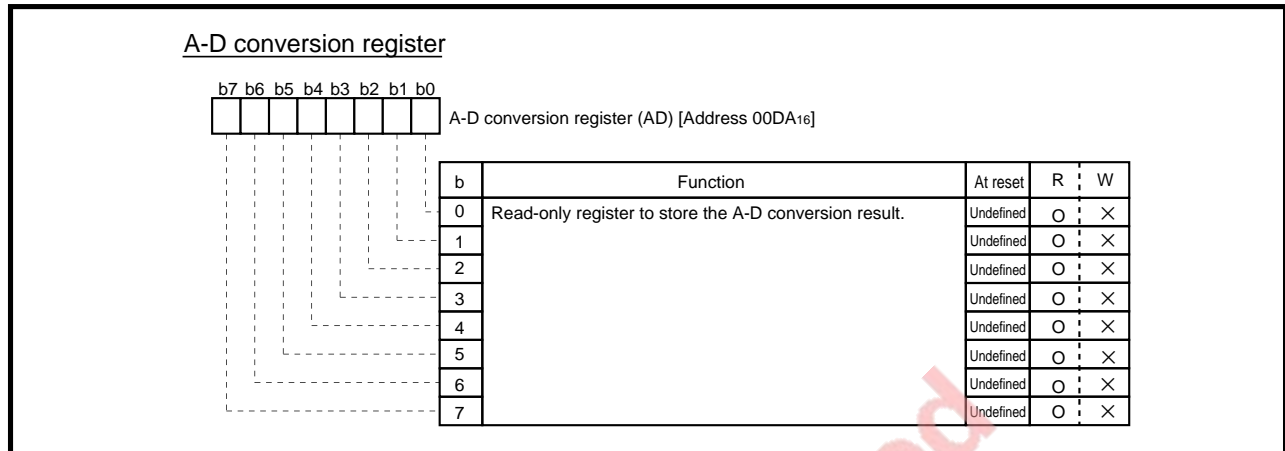 A-D conversion register
b7 b6 b5 b4 b3 b2 b1 b0
A-D conversion register (AD) [Address 00DA16]
b Function At reset R W
0 Read-only register to store the A-D conversion result. Undefined O ×
1 Undefined O ×
2 Undefined O ×
3 Undefined O ×
4 Undefined O ×
5 Undefined O ×
6 Undefined O ×
7 Undefined O ×